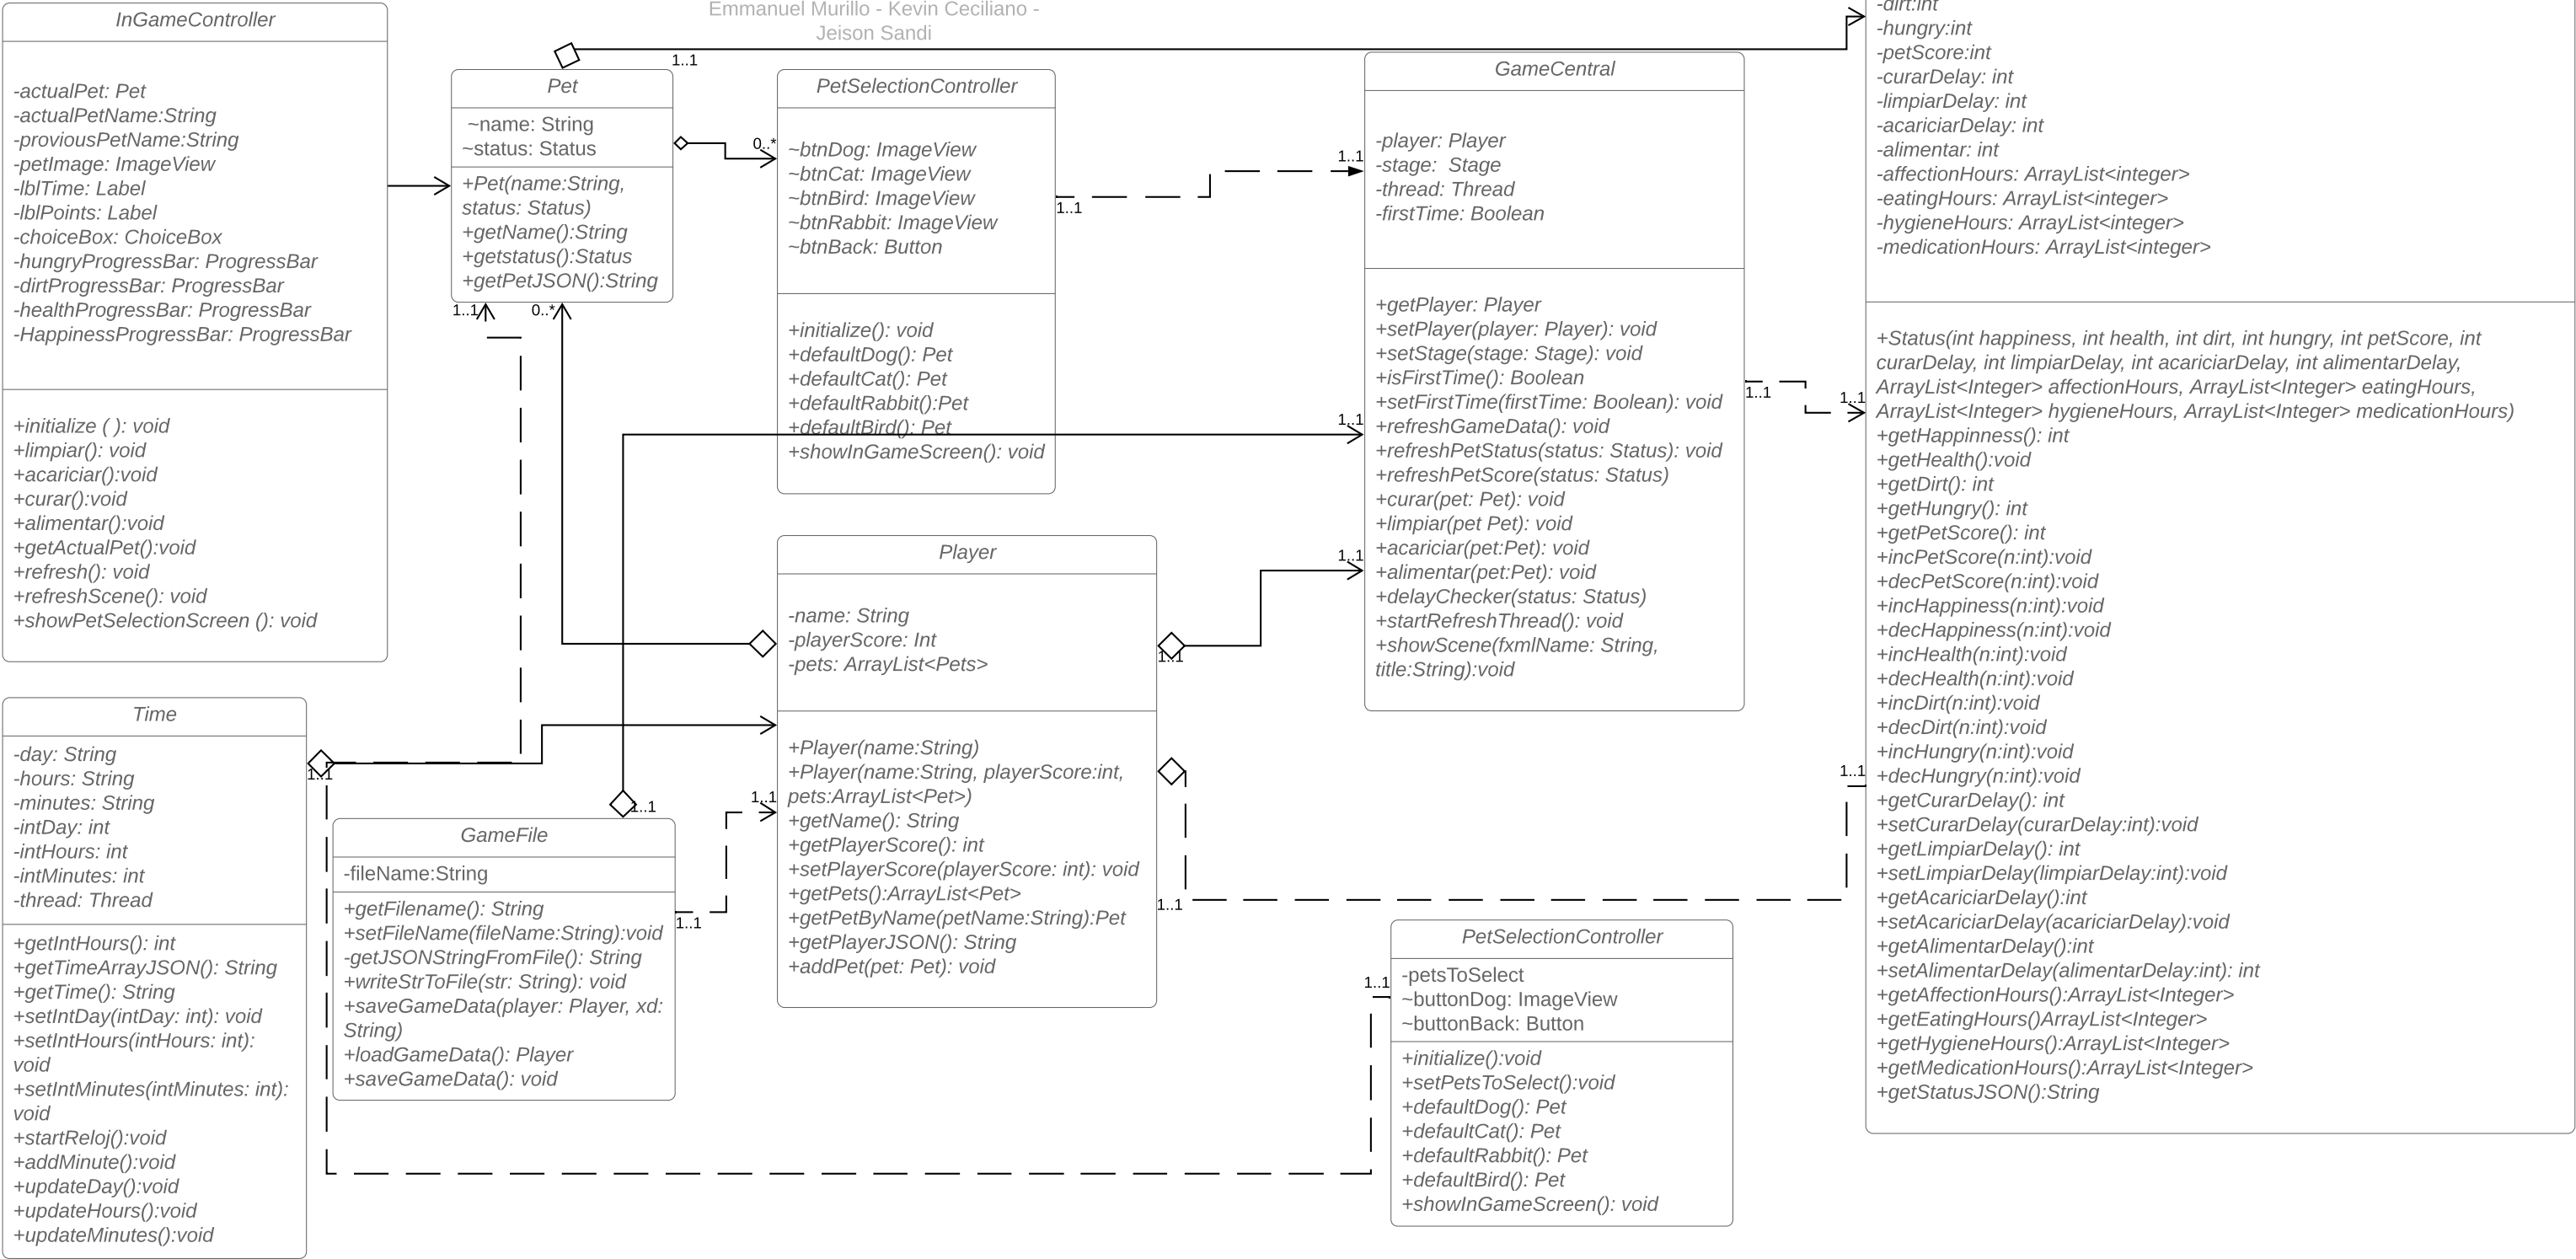 Emmanuel Murillo - Kevin Ceciliano -
Jeison Sandi
InGameController
-actualPet: Pet
-actualPetName:String
-proviousPetName:String
-petImage: ImageView
-lblTime: Label
-lblPoints: Label
-choiceBox: ChoiceBox
-hungryProgressBar: ProgressBar
-dirtProgressBar: ProgressBar
-healthProgressBar: ProgressBar
-HappinessProgressBar: ProgressBar
+initialize ( ): void
+limpiar(): void
+acariciar():void
+curar():void
+alimentar():void
+getActualPet():void
+refresh(): void
+refreshScene(): void
+showPetSelectionScreen (): void
1..1
Pet
~name: String
~status: Status
+Pet(name:String,
status: Status)
+getName():String
+getstatus():Status
+getPetJSON():String
1..1
0..*
0..*
PetSelectionController
~btnDog: ImageView
~btnCat: ImageView
~btnBird: ImageView
~btnRabbit: ImageView
~btnBack: Button
+initialize(): void
+defaultDog(): Pet
+defaultCat(): Pet
+defaultRabbit():Pet
+defaultBird(): Pet
+showInGameScreen(): void
1..1
1..1
GameCentral
-player: Player
-stage:  Stage
-thread: Thread
-firstTime: Boolean
+getPlayer: Player
+setPlayer(player: Player): void
+setStage(stage: Stage): void
+isFirstTime(): Boolean
+setFirstTime(firstTime: Boolean): void
+refreshGameData(): void
+refreshPetStatus(status: Status): void
+refreshPetScore(status: Status)
+curar(pet: Pet): void
+limpiar(pet Pet): void
+acariciar(pet:Pet): void
+alimentar(pet:Pet): void
+delayChecker(status: Status)
+startRefreshThread(): void
+showScene(fxmlName: String,
title:String):void
1..1
1..1
1..1
1..1
-dirt:int
-hungry:int
-petScore:int
-curarDelay: int
-limpiarDelay: int
-acariciarDelay: int
-alimentar: int
-affectionHours: ArrayList<integer>
-eatingHours: ArrayList<integer>
-hygieneHours: ArrayList<integer>
-medicationHours: ArrayList<integer>
+Status(int happiness, int health, int dirt, int hungry, int petScore, int
curarDelay, int limpiarDelay, int acariciarDelay, int alimentarDelay,
ArrayList<Integer> affectionHours, ArrayList<Integer> eatingHours,
ArrayList<Integer> hygieneHours, ArrayList<Integer> medicationHours)
+getHappinness(): int
+getHealth():void
+getDirt(): int
+getHungry(): int
+getPetScore(): int
+incPetScore(n:int):void
+decPetScore(n:int):void
+incHappiness(n:int):void
+decHappiness(n:int):void
+incHealth(n:int):void
+decHealth(n:int):void
+incDirt(n:int):void
+decDirt(n:int):void
+incHungry(n:int):void
+decHungry(n:int):void
+getCurarDelay(): int
+setCurarDelay(curarDelay:int):void
+getLimpiarDelay(): int
+setLimpiarDelay(limpiarDelay:int):void
+getAcariciarDelay():int
+setAcariciarDelay(acariciarDelay):void
+getAlimentarDelay():int
+setAlimentarDelay(alimentarDelay:int): int
+getAffectionHours():ArrayList<Integer>
+getEatingHours()ArrayList<Integer>
+getHygieneHours():ArrayList<Integer>
+getMedicationHours():ArrayList<Integer>
+getStatusJSON():String
1..1
Player
-name: String
-playerScore: Int
-pets: ArrayList<Pets>
+Player(name:String)
+Player(name:String, playerScore:int,
pets:ArrayList<Pet>)
+getName(): String
+getPlayerScore(): int
+setPlayerScore(playerScore: int): void
+getPets():ArrayList<Pet>
+getPetByName(petName:String):Pet
+getPlayerJSON(): String
+addPet(pet: Pet): void
1..1
1..1
1..1
Time
-day: String
-hours: String
-minutes: String
-intDay: int
-intHours: int
-intMinutes: int
-thread: Thread
+getIntHours(): int
+getTimeArrayJSON(): String
+getTime(): String
+setIntDay(intDay: int): void
+setIntHours(intHours: int):
void
+setIntMinutes(intMinutes: int):
void
+startReloj():void
+addMinute():void
+updateDay():void
+updateHours():void
+updateMinutes():void
1..1
1..1
GameFile
-fileName:String
+getFilename(): String
+setFileName(fileName:String):void
-getJSONStringFromFile(): String
+writeStrToFile(str: String): void
+saveGameData(player: Player, xd:
String)
+loadGameData(): Player
+saveGameData(): void
1..1
1..1
PetSelectionController
-petsToSelect
~buttonDog: ImageView
~buttonBack: Button
+initialize():void
+setPetsToSelect():void
+defaultDog(): Pet
+defaultCat(): Pet
+defaultRabbit(): Pet
+defaultBird(): Pet
+showInGameScreen(): void